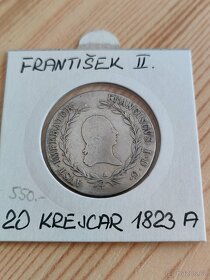 FRANTIŠEK II.
550.-
20 KREJCAR 1823 A